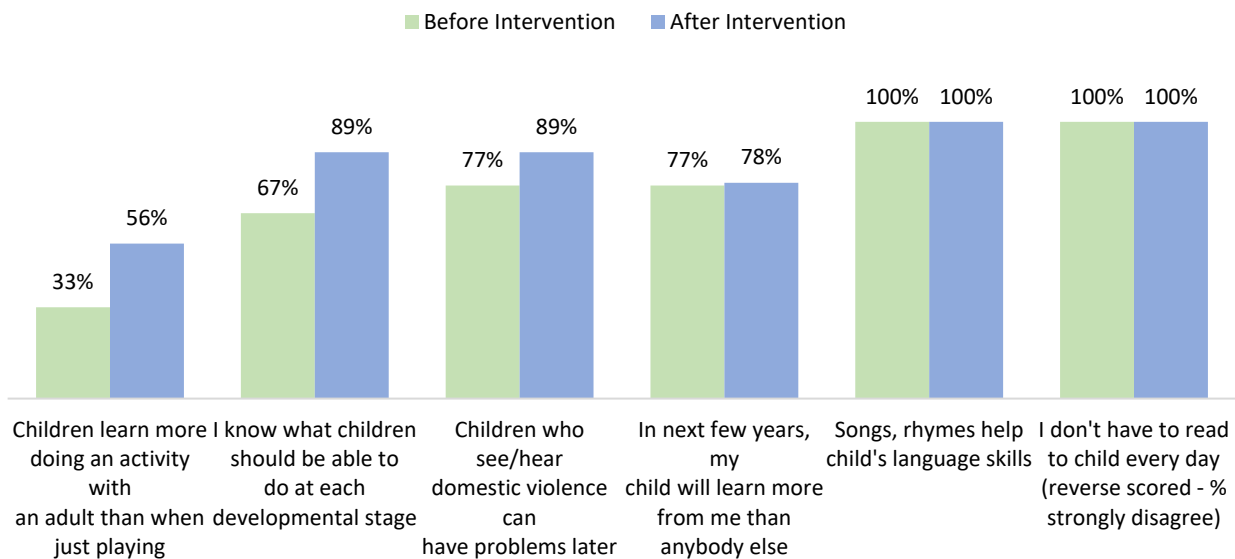 Before Intervention After Intervention
100% 100% 100% 100%
89% 89%
77% 77% 78%
67%
56%
33%
Children learn more
doing an activity
with
an adult than when
just playing
I know what children
should be able to
do at each
developmental stage
Children who
see/hear
domestic violence
can
have problems later
In next few years,
my
child will learn more
from me than
anybody else
Songs, rhymes help
child's language skills
I don't have to read
to child every day
(reverse scored - %
strongly disagree)